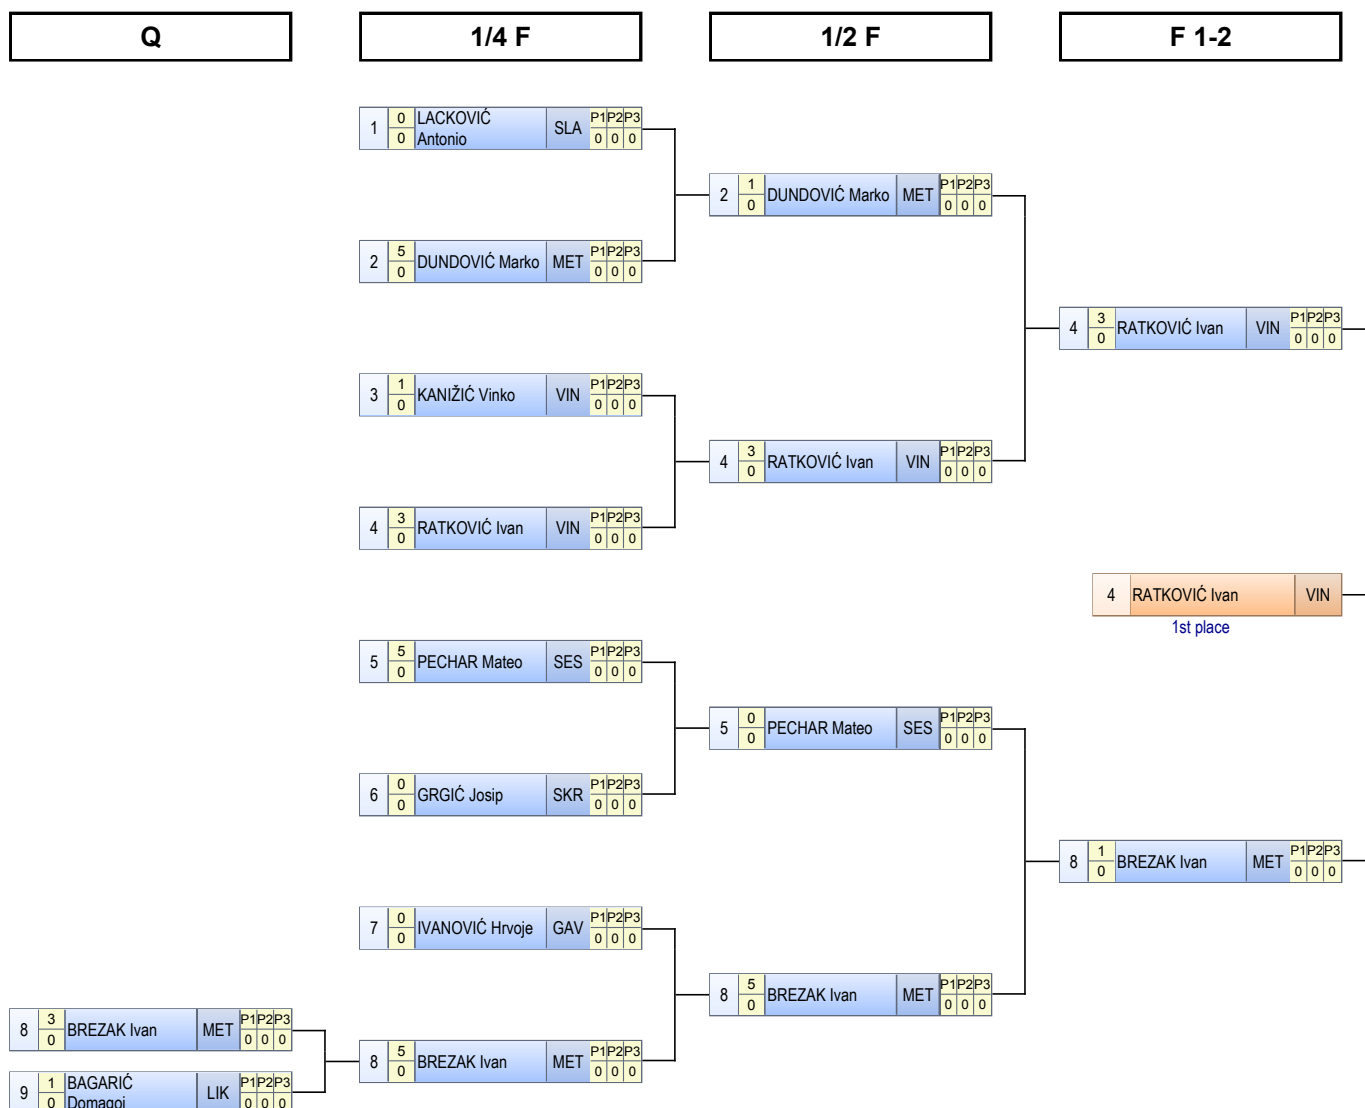 Q 1/4 F 1/2 F F 1-2
1 0 LACKOVIĆ SLA P1 P2 P3
0 Antonio 0 0 0
2 1 DUNDOVIĆ Marko MET P1 P2 P3
0 0 0 0
2 5 DUNDOVIĆ Marko MET P1 P2 P3
0 0 0 0
4 3 RATKOVIĆ Ivan VIN P1 P2 P3
0 0 0 0
3 1 KANIŽIĆ Vinko VIN P1 P2 P3
0 0 0 0
4 3 RATKOVIĆ Ivan VIN P1 P2 P3
0 0 0 0
4 3 RATKOVIĆ Ivan VIN P1 P2 P3
0 0 0 0
4 RATKOVIĆ Ivan VIN
1st place
5 5 PECHAR Mateo SES P1 P2 P3
0 0 0 0
5 0 PECHAR Mateo SES P1 P2 P3
0 0 0 0
6 0 GRGIĆ Josip SKR P1 P2 P3
0 0 0 0
8 1 BREZAK Ivan MET P1 P2 P3
0 0 0 0
7 0 IVANOVIĆ Hrvoje GAV P1 P2 P3
0 0 0 0
8 5 BREZAK Ivan MET P1 P2 P3
0 0 0 0
8 3 BREZAK Ivan MET P1 P2 P3
0 0 0 0
8 5 BREZAK Ivan MET P1 P2 P3
0 0 0 0
9 1 BAGARIĆ LIK P1 P2 P3
0 Domagoj 0 0 0